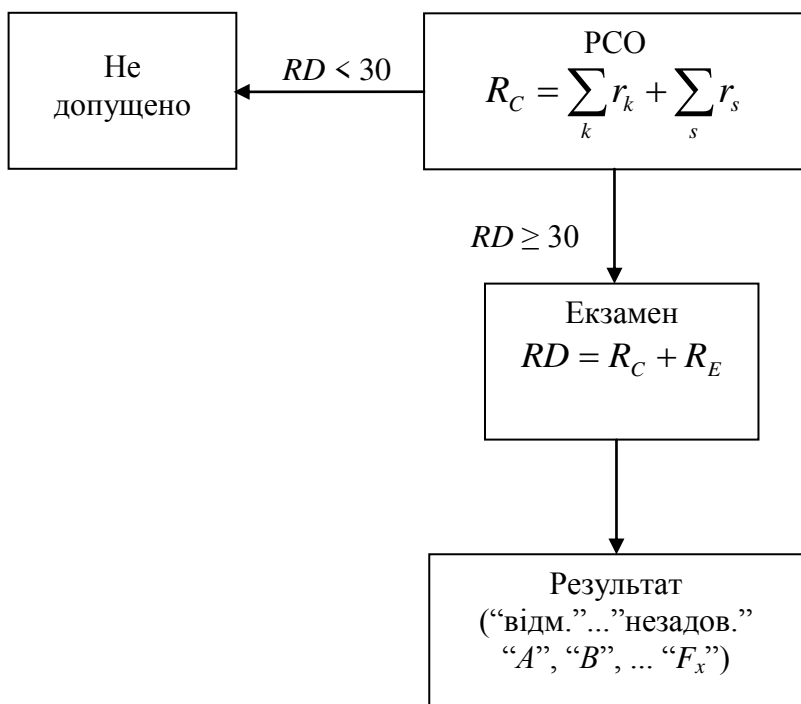 Не
допущено
RD < 30
РСО
R_C = ∑_k r_k + ∑_s r_s
RD ≥ 30
Екзамен
RD = R_C + R_E
Результат
(“відм.”...”незадов.”
“A”, “B”, ... “F_x”)